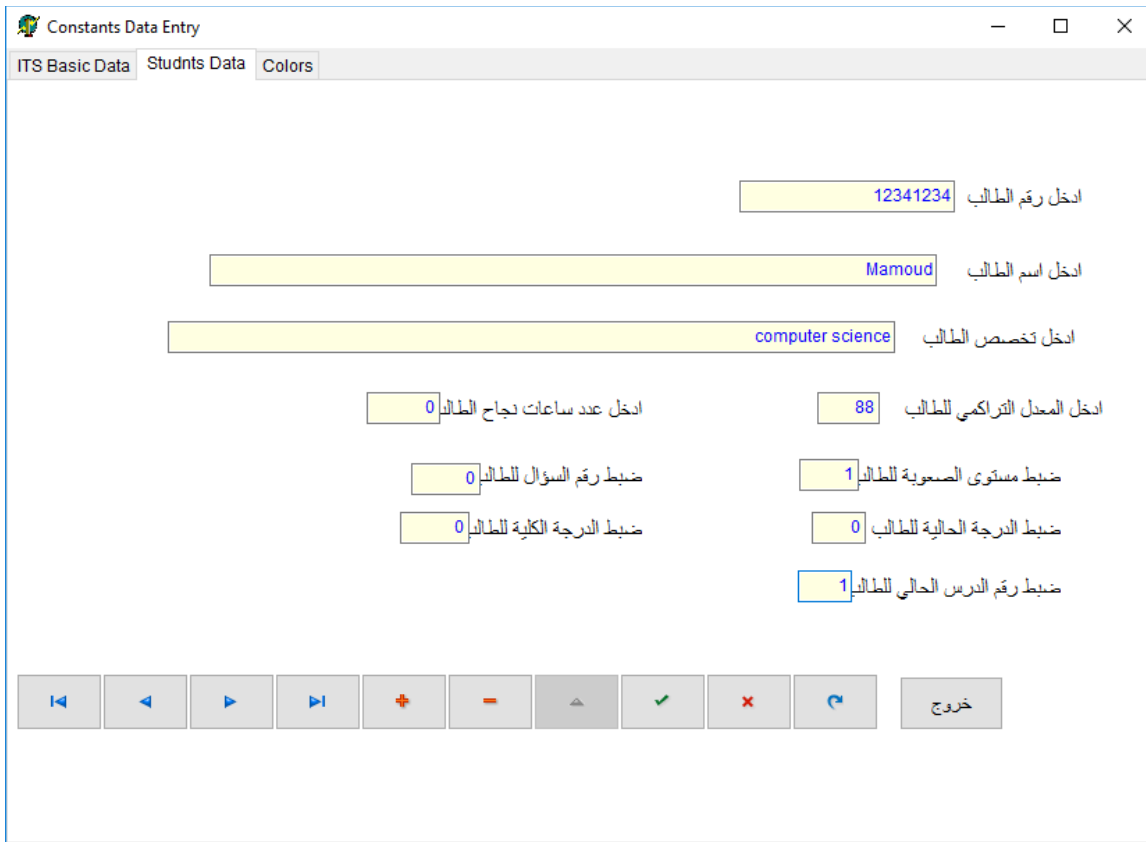 Constants Data Entry
ITS Basic Data Studnts Data Colors
ادخل رقم الطالب 12341234
ادخل اسم الطالب Mamoud
ادخل تخصص الطالب computer science
ادخل المعدل التراكمي للطالب 88 ادخل عدد ساعات نجاح الطالب 0
ضبط مستوى الصعوبة للطالب 1 ضبط رقم السؤال للطالب 0
ضبط الدرجة الحالية للطالب 0 ضبط الدرجة الكلية للطالب 0
ضبط رقم الدرس الحالي للطالب 1
خروج